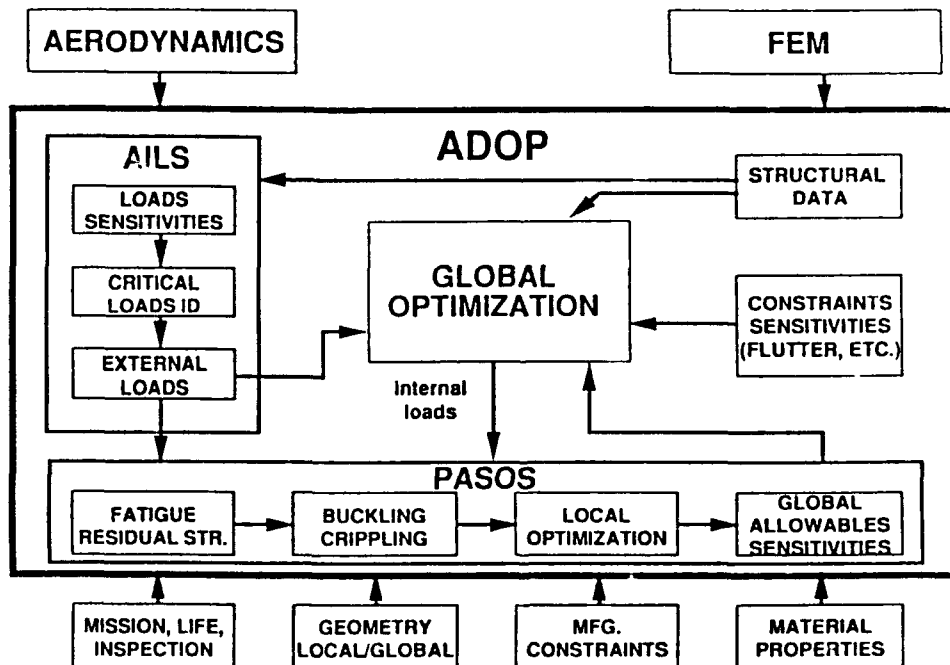 AERODYNAMICS
FEM
ADOP
AILS
LOADS
SENSITIVITIES
CRITICAL
LOADS ID
EXTERNAL
LOADS
STRUCTURAL
DATA
GLOBAL
OPTIMIZATION
CONSTRAINTS
SENSITIVITIES
(FLUTTER, ETC.)
Internal
loads
PASOS
FATIGUE
RESIDUAL STR.
BUCKLING
CRIPPLING
LOCAL
OPTIMIZATION
GLOBAL
ALLOWABLES
SENSITIVITIES
MISSION, LIFE,
INSPECTION
GEOMETRY
LOCAL/GLOBAL
MFG.
CONSTRAINTS
MATERIAL
PROPERTIES